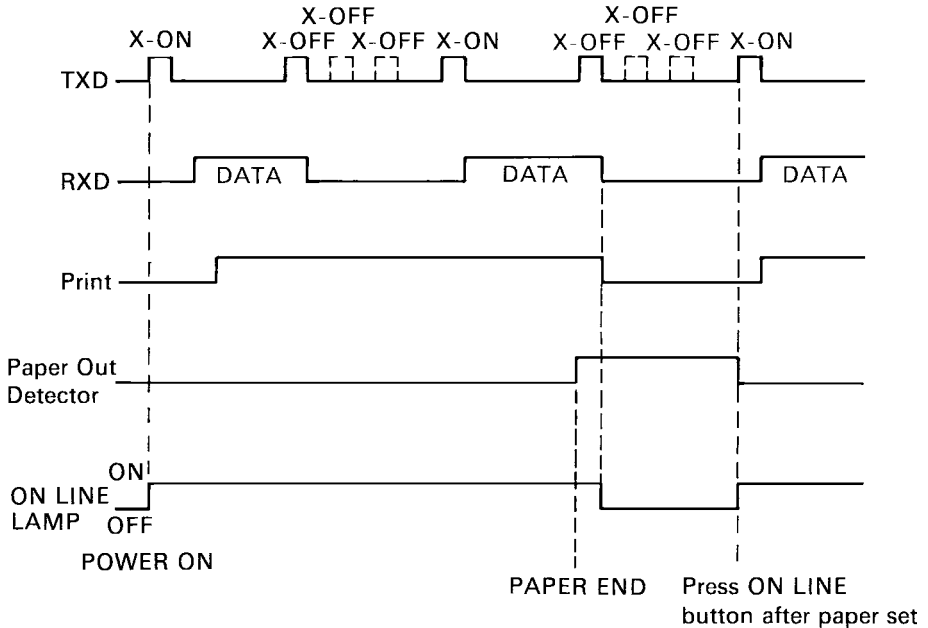 X-OFF X-OFF
X-ON X-OFF X-OFF X-ON X-OFF X-OFF X-ON
TXD
RXD DATA DATA DATA
Print
Paper Out
Detector
ON
ON LINE
LAMP OFF
POWER ON
PAPER END Press ON LINE
button after paper set